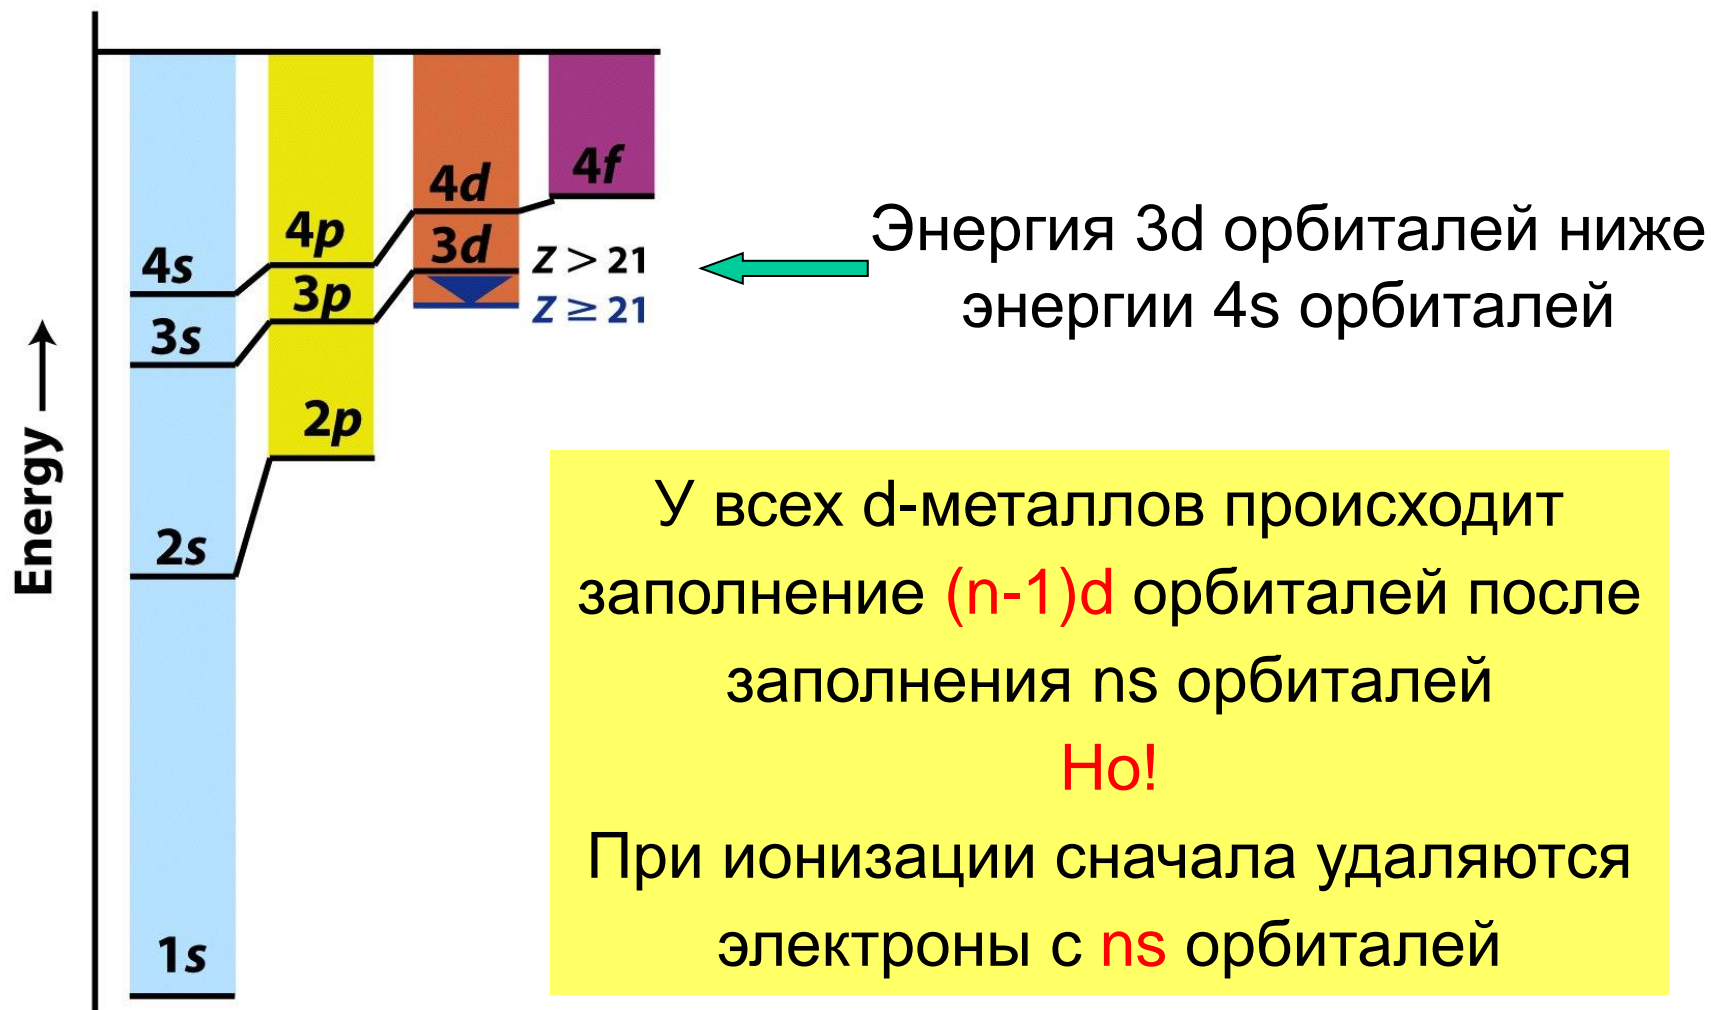 4f
4d
4p
3d
4s
Z > 21
3p
Z ≥ 21
3s
2p
2s
1s
Energy
Энергия 3d орбиталей ниже
энергии 4s орбиталей
У всех d-металлов происходит
заполнение (n-1)d орбиталей после
заполнения ns орбиталей
Но!
При ионизации сначала удаляются
электроны с ns орбиталей